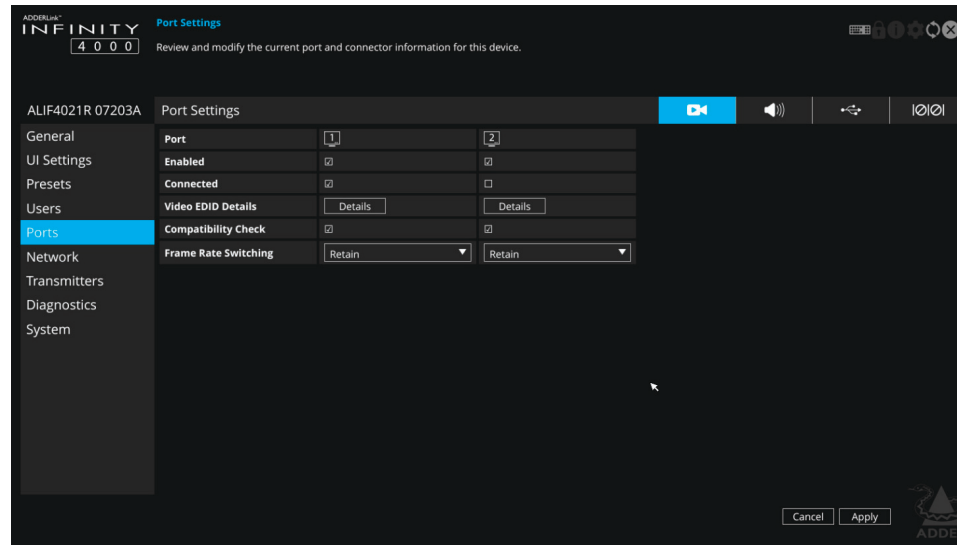 ADDERLink™
INFINITY
4000
Port Settings
Review and modify the current port and connector information for this device.
ALIF4021R 07203A
Port Settings
|Ø|Ø|
General
UI Settings
Presets
Users
Ports
Network
Transmitters
Diagnostics
System
Port 1 2
Enabled
Connected
Video EDID Details Details Details
Compatibility Check
Frame Rate Switching Retain Retain
Cancel Apply
ADDE